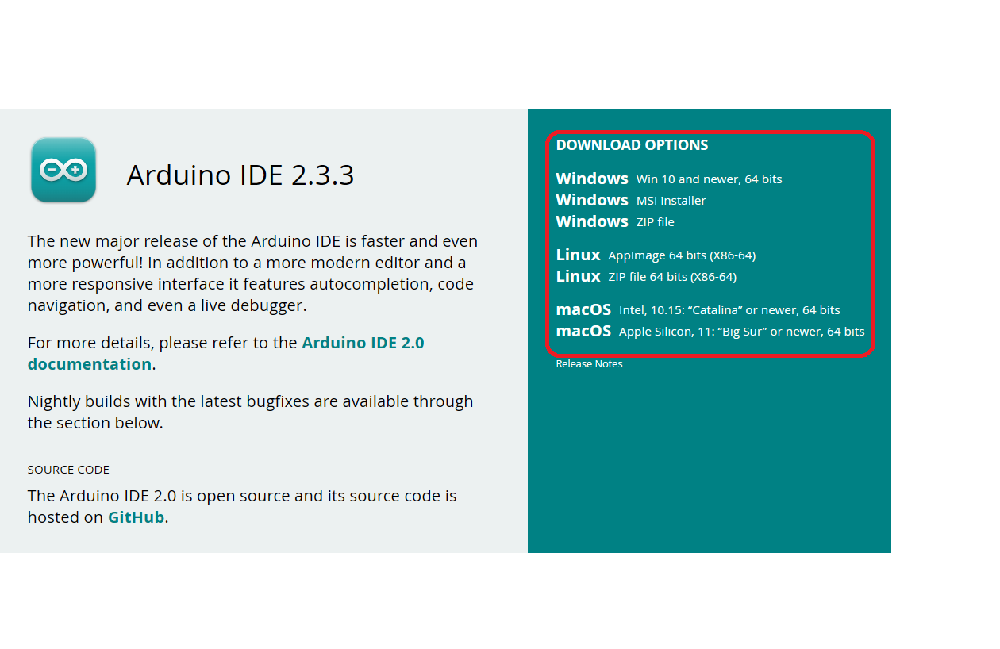 Arduino IDE 2.3.3
The new major release of the Arduino IDE is faster and even
more powerful! In addition to a more modern editor and a
more responsive interface it features autocompletion, code
navigation, and even a live debugger.
For more details, please refer to the Arduino IDE 2.0
documentation.
Nightly builds with the latest bugfixes are available through
the section below.
SOURCE CODE
The Arduino IDE 2.0 is open source and its source code is
hosted on GitHub.
DOWNLOAD OPTIONS
Windows Win 10 and newer, 64 bits
Windows MSI installer
Windows ZIP file
Linux AppImage 64 bits (X86-64)
Linux ZIP file 64 bits (X86-64)
macOS Intel, 10.15: “Catalina” or newer, 64 bits
macOS Apple Silicon, 11: “Big Sur” or newer, 64 bits
Release Notes